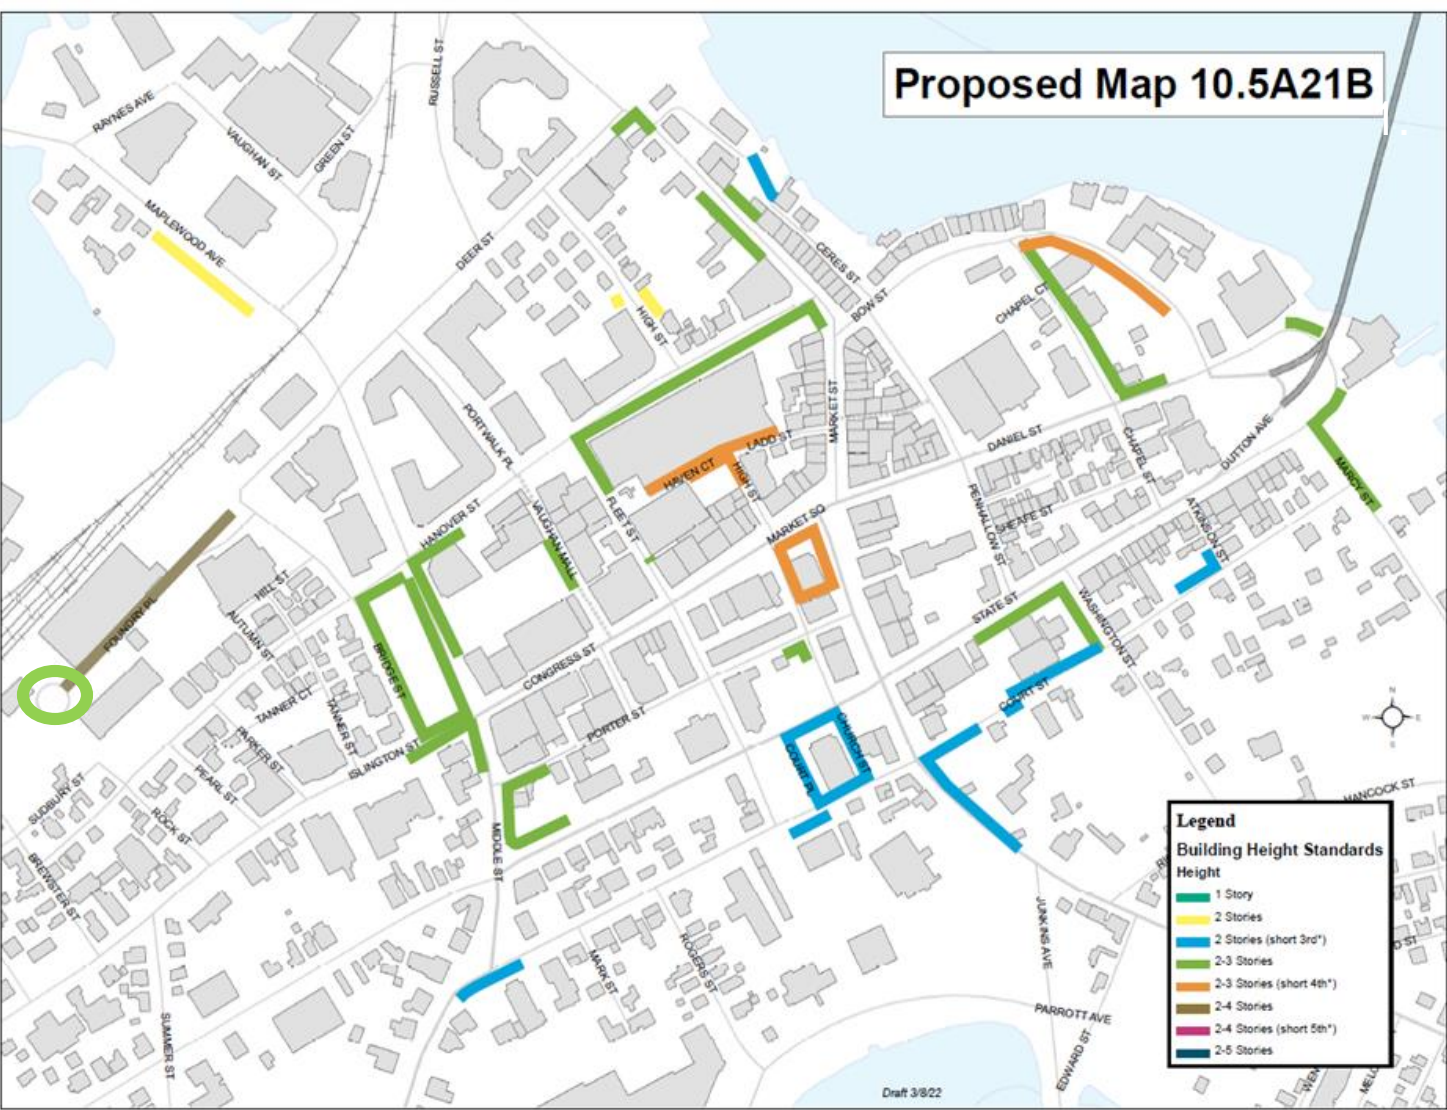 Proposed Map 10.5A21B
1.
RUSSELL ST
RAYNES AVE
VAUGHAN ST
GREEN ST
MAPLEWOOD AVE
DEER ST
CERES ST
BOW ST
HIGH ST
CHAPEL CT
PORTWALK PL
MARKET ST
LADD ST
HAVEN CT
HIGH ST
DANIEL ST
CHAPEL ST
DUTTON AVE
MARCY ST
HANOVER ST
VAUGHAN MALL
FLEET ST
MARKET SQ
PENHALLOW ST
SHEAFE ST
ATKINSON ST
FOUNDRY PL
HILL ST
AUTUMN ST
BRIDGE ST
CONGRESS ST
STATE ST
WASHINGTON ST
TANNER CT
TANNER ST
ISLINGTON ST
PORTER ST
COURT ST
CHURCH ST
COURT PL
N
W
E
S
PARKER ST
PEARL ST
SUDBURY ST
ROCK ST
BREWSTER ST
MIDDLE ST
HANCOCK ST
SUMMER ST
MARK ST
ROGERS ST
JUNKINS AVE
PARROTT AVE
EDWARD ST
Legend
Building Height Standards
Height
1 Story
2 Stories
2 Stories (short 3rd*)
2-3 Stories
2-3 Stories (short 4th*)
2-4 Stories
2-4 Stories (short 5th*)
2-5 Stories
Draft 3/8/22